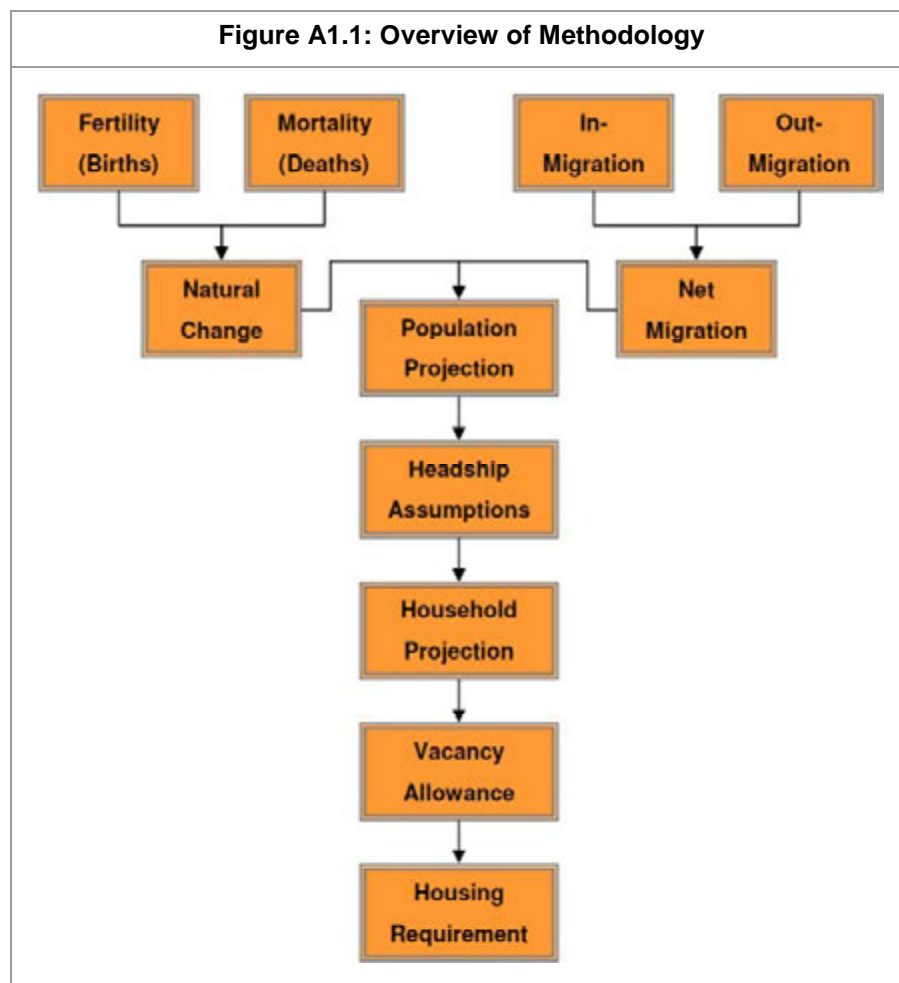 Figure A1.1: Overview of Methodology
Fertility
(Births)
Mortality
(Deaths)
In-
Migration
Out-
Migration
Natural
Change
Net
Migration
Population
Projection
Headship
Assumptions
Household
Projection
Vacancy
Allowance
Housing
Requirement